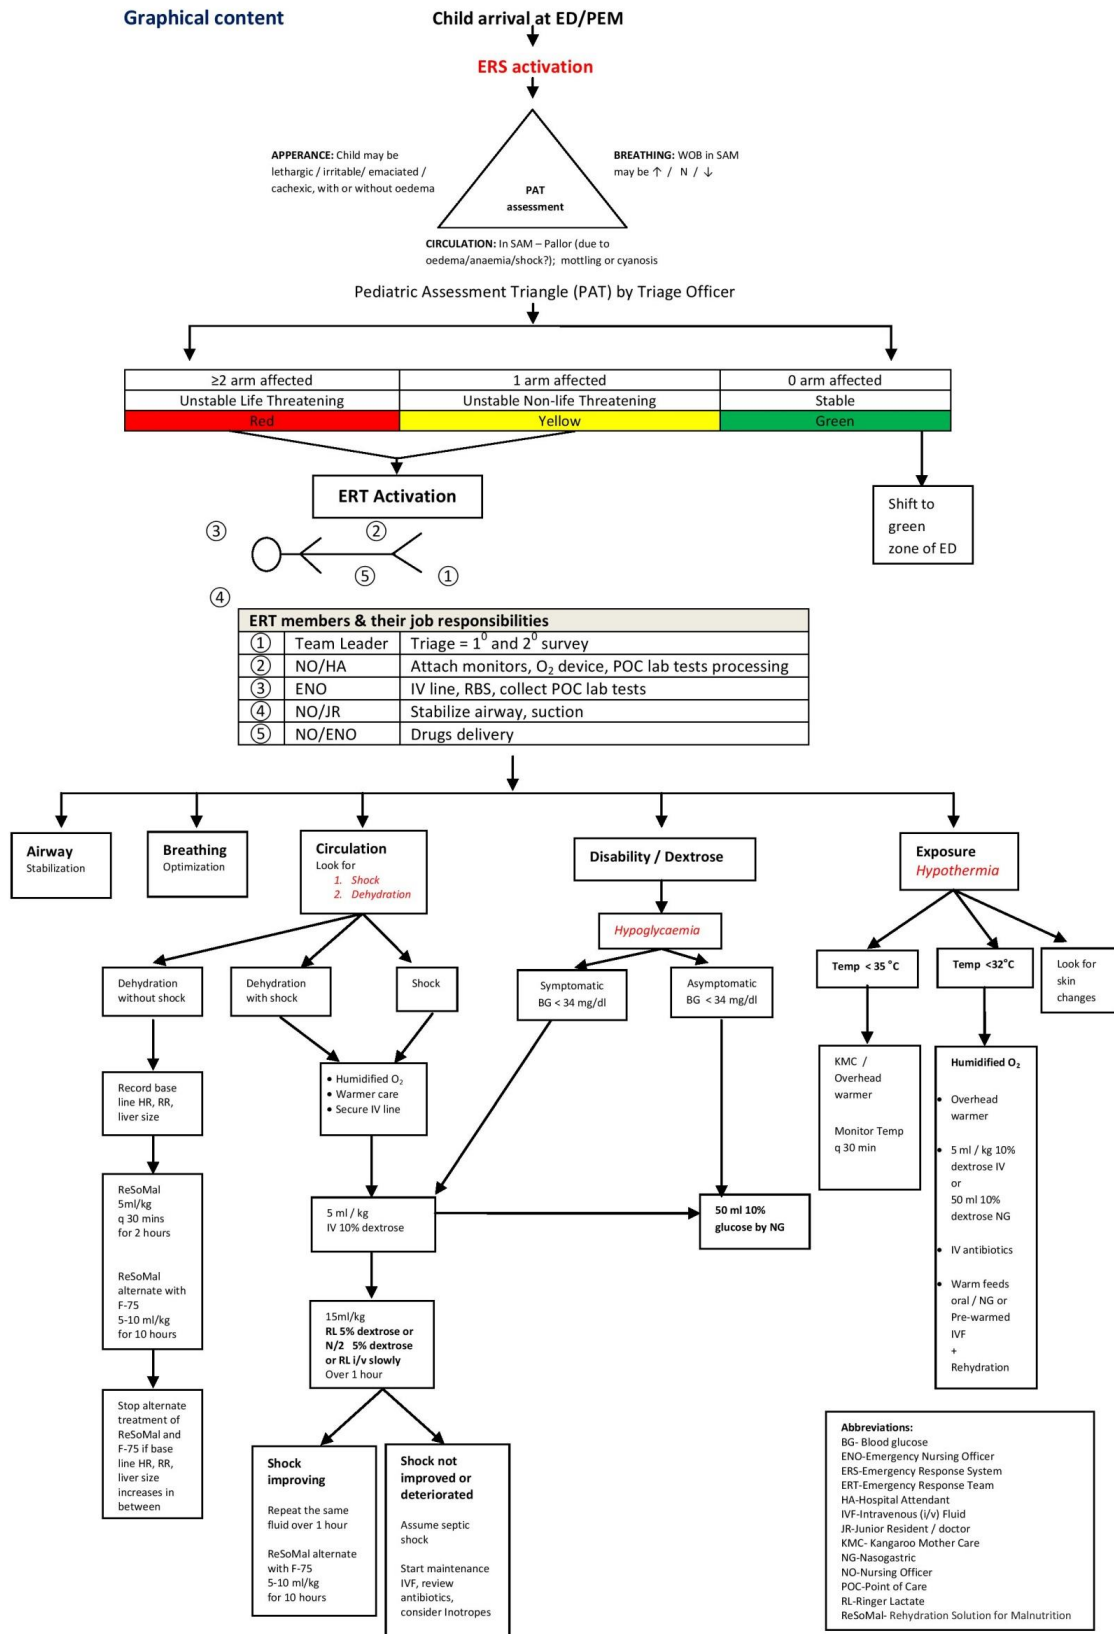 Graphical content
Child arrival at ED/PEM
ERS activation
APPERANCE: Child may be
lethargic / irritable/ emaciated /
cachexic, with or without oedema
BREATHING: WOB in SAM
may be ↑ / N / ↓
PAT
assessment
CIRCULATION: In SAM – Pallor (due to
oedema/anaemia/shock?); mottling or cyanosis
Pediatric Assessment Triangle (PAT) by Triage Officer
≥2 arm affected 1 arm affected 0 arm affected
Unstable Life Threatening Unstable Non-life Threatening Stable
Red Yellow Green
ERT Activation
Shift to
green
zone of ED
③ ②
⑤ ①
④
ERT members & their job responsibilities
① Team Leader Triage = 1⁰ and 2⁰ survey
② NO/HA Attach monitors, O₂ device, POC lab tests processing
③ ENO IV line, RBS, collect POC lab tests
④ NO/JR Stabilize airway, suction
⑤ NO/ENO Drugs delivery
Airway
Stabilization
Breathing
Optimization
Circulation
Look for
1. Shock
2. Dehydration
Disability / Dextrose
Exposure
Hypothermia
Hypoglycaemia
Dehydration
without shock
Dehydration
with shock
Shock
Symptomatic
BG < 34 mg/dl
Asymptomatic
BG < 34 mg/dl
Temp < 35 °C
Temp <32°C
Look for
skin
changes
Record base
line HR, RR,
liver size
• Humidified O₂
• Warmer care
• Secure IV line
KMC /
Overhead
warmer
Monitor Temp
q 30 min
Humidified O₂
• Overhead
warmer
• 5 ml / kg 10%
dextrose IV
or
50 ml 10%
dextrose NG
• IV antibiotics
• Warm feeds
oral / NG or
Pre-warmed
IVF
+
Rehydration
ReSoMal
5ml/kg
q 30 mins
for 2 hours
ReSoMal
alternate with
F-75
5-10 ml/kg
for 10 hours
5 ml / kg
IV 10% dextrose
50 ml 10%
glucose by NG
15ml/kg
RL 5% dextrose or
N/2 5% dextrose
or RL i/v slowly
Over 1 hour
Stop alternate
treatment of
ReSoMal and
F-75 if base
line HR, RR,
liver size
increases in
between
Shock
improving
Repeat the same
fluid over 1 hour
ReSoMal alternate
with F-75
5-10 ml/kg
for 10 hours
Shock not
improved or
deteriorated
Assume septic
shock
Start maintenance
IVF, review
antibiotics,
consider Inotropes
Abbreviations:
BG- Blood glucose
ENO-Emergency Nursing Officer
ERS-Emergency Response System
ERT-Emergency Response Team
HA-Hospital Attendant
IVF-Intravenous (i/v) Fluid
JR-Junior Resident / doctor
KMC- Kangaroo Mother Care
NG-Nasogastric
NO-Nursing Officer
POC-Point of Care
RL-Ringer Lactate
ReSoMal- Rehydration Solution for Malnutrition